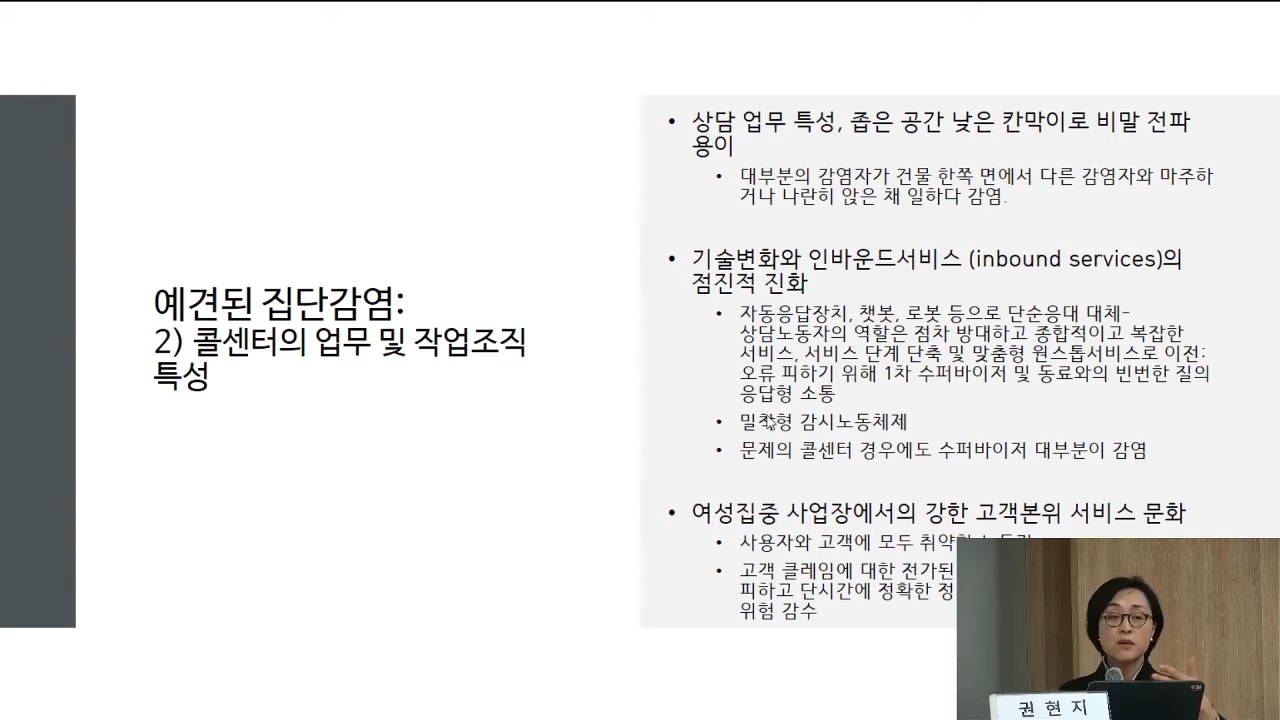 예견된 집단감염:
2) 콜센터의 업무 및 작업조직
특성
• 상담 업무 특성, 좁은 공간 낮은 칸막이로 비말 전파
용이
• 대부분의 감염자가 건물 한쪽 면에서 다른 감염자와 마주하
거나 나란히 앉은 채 일하다 감염.
• 기술변화와 인바운드서비스 (inbound services)의
점진적 진화
• 자동응답장치, 챗봇, 로봇 등으로 단순응대 대체-
상담노동자의 역할은 점차 방대하고 종합적이고 복잡한
서비스, 서비스 단계 단축 및 맞춤형 원스톱서비스로 이전:
오류 피하기 위해 1차 수퍼바이저 및 동료와의 빈번한 질의
응답형 소통
• 밀착형 감시노동체제
• 문제의 콜센터 경우에도 수퍼바이저 대부분이 감염
• 여성집중 사업장에서의 강한 고객본위 서비스 문화
• 사용자와 고객에 모두
• 고객 클레임에 대한 전가된
피하고 단시간에 정확한
위험 감수
권현지